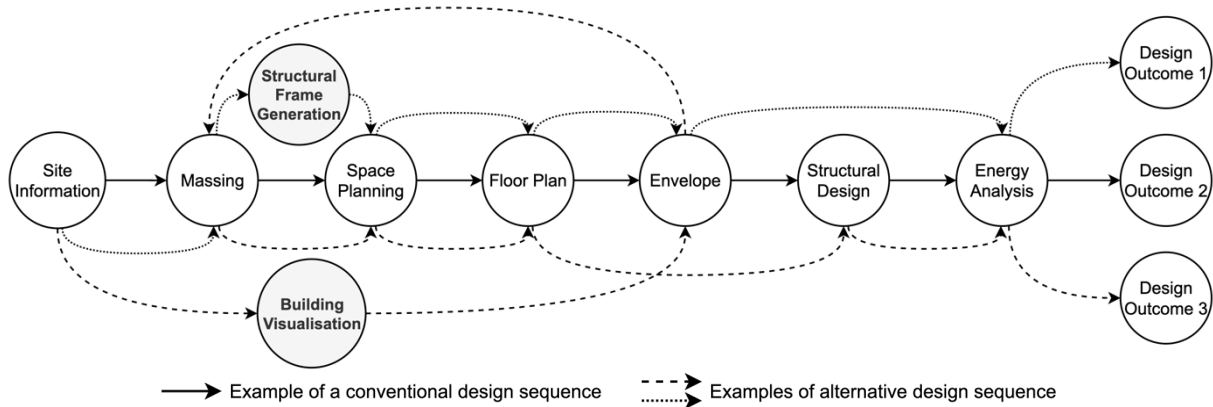 Structural
Frame
Generation
Design
Outcome 1
Site
Information
Massing
Space
Planning
Floor Plan
Envelope
Structural
Design
Energy
Analysis
Design
Outcome 2
Building
Visualisation
Design
Outcome 3
Example of a conventional design sequence
Examples of alternative design sequence